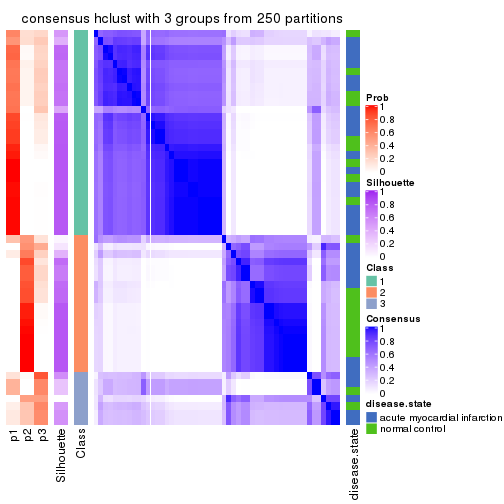 consensus hclust with 3 groups from 250 partitions
Prob
1
0.8
0.6
0.4
0.2
0
Silhouette
1
0.8
0.6
0.4
0.2
0
Class
1
2
3
Consensus
1
0.8
0.6
0.4
0.2
0
disease.state
acute myocardial infarction
normal control
p1
p2
p3
Silhouette
Class
disease.state